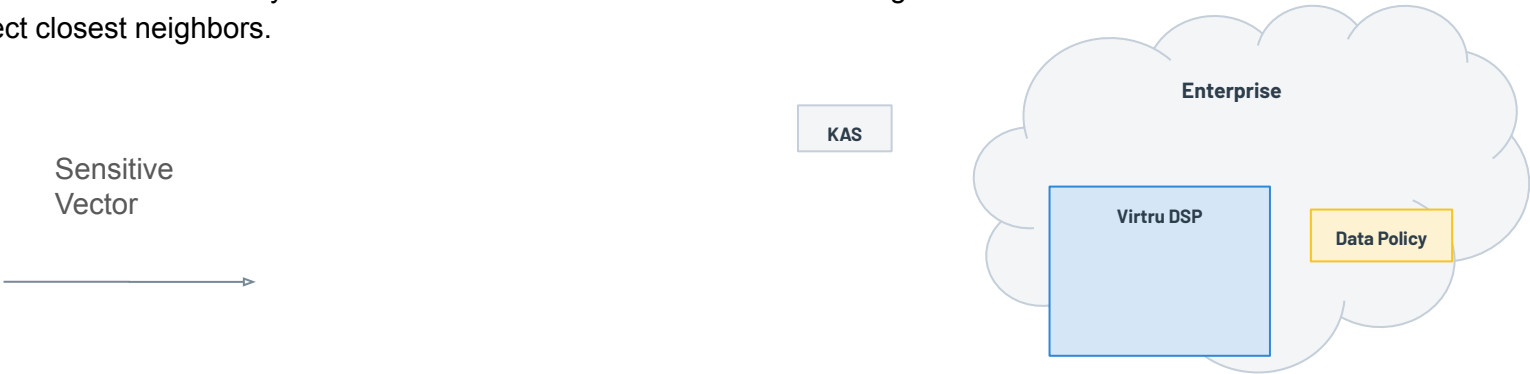 ect closest neighbors.
Enterprise
KAS
Sensitive
Vector
Virtru DSP
Data Policy